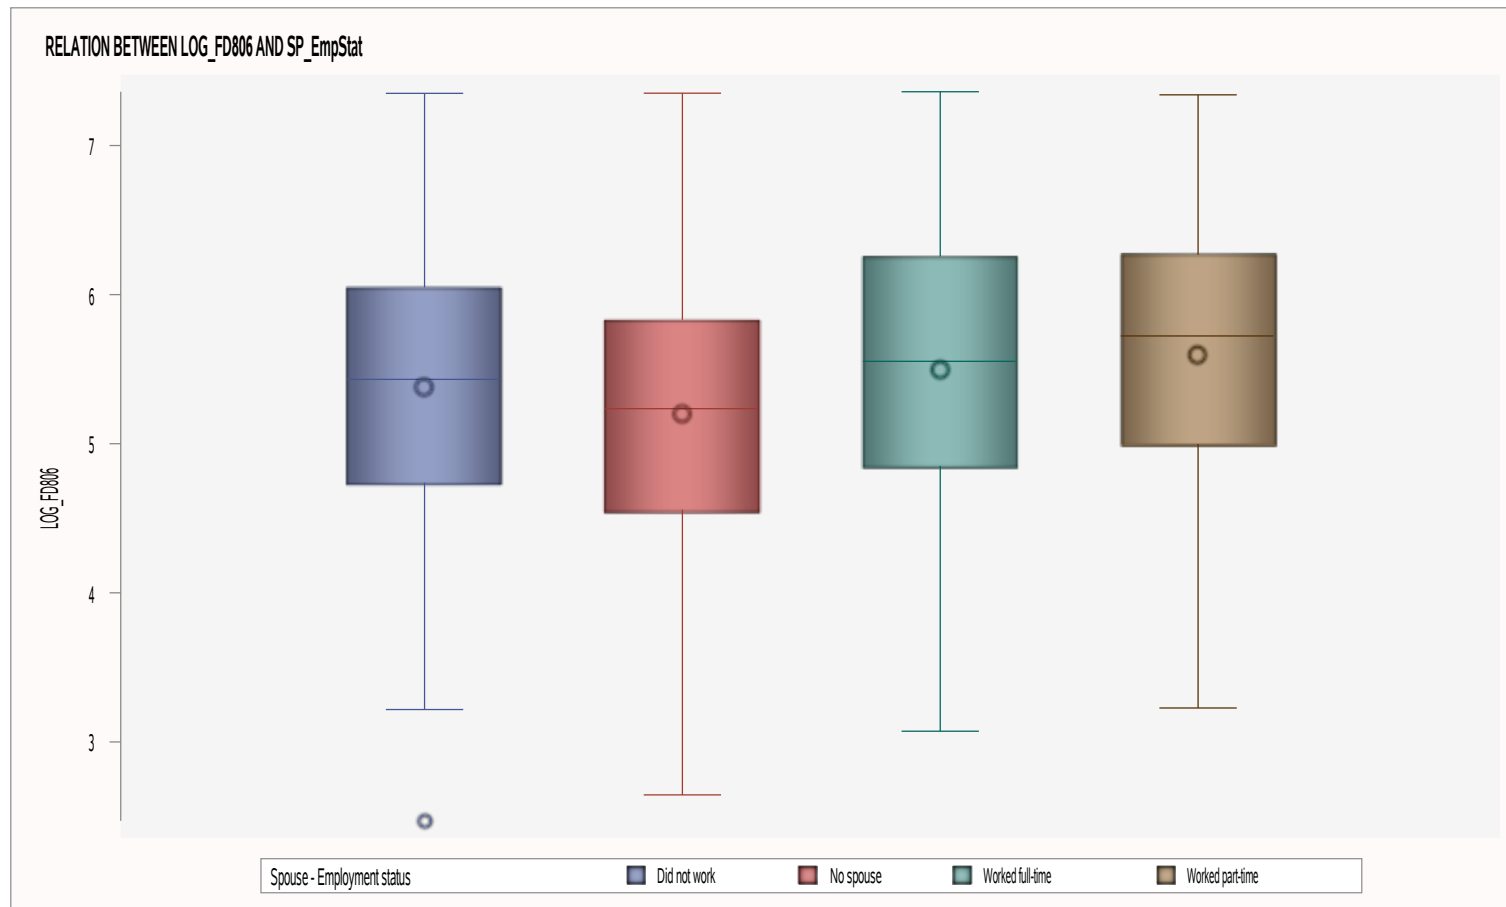 RELATION BETWEEN LOG_FD806 AND SP_EmpStat
7
6
5
4
3
LOG_FD806
Spouse - Employment status Did not work No spouse Worked full-time Worked part-time